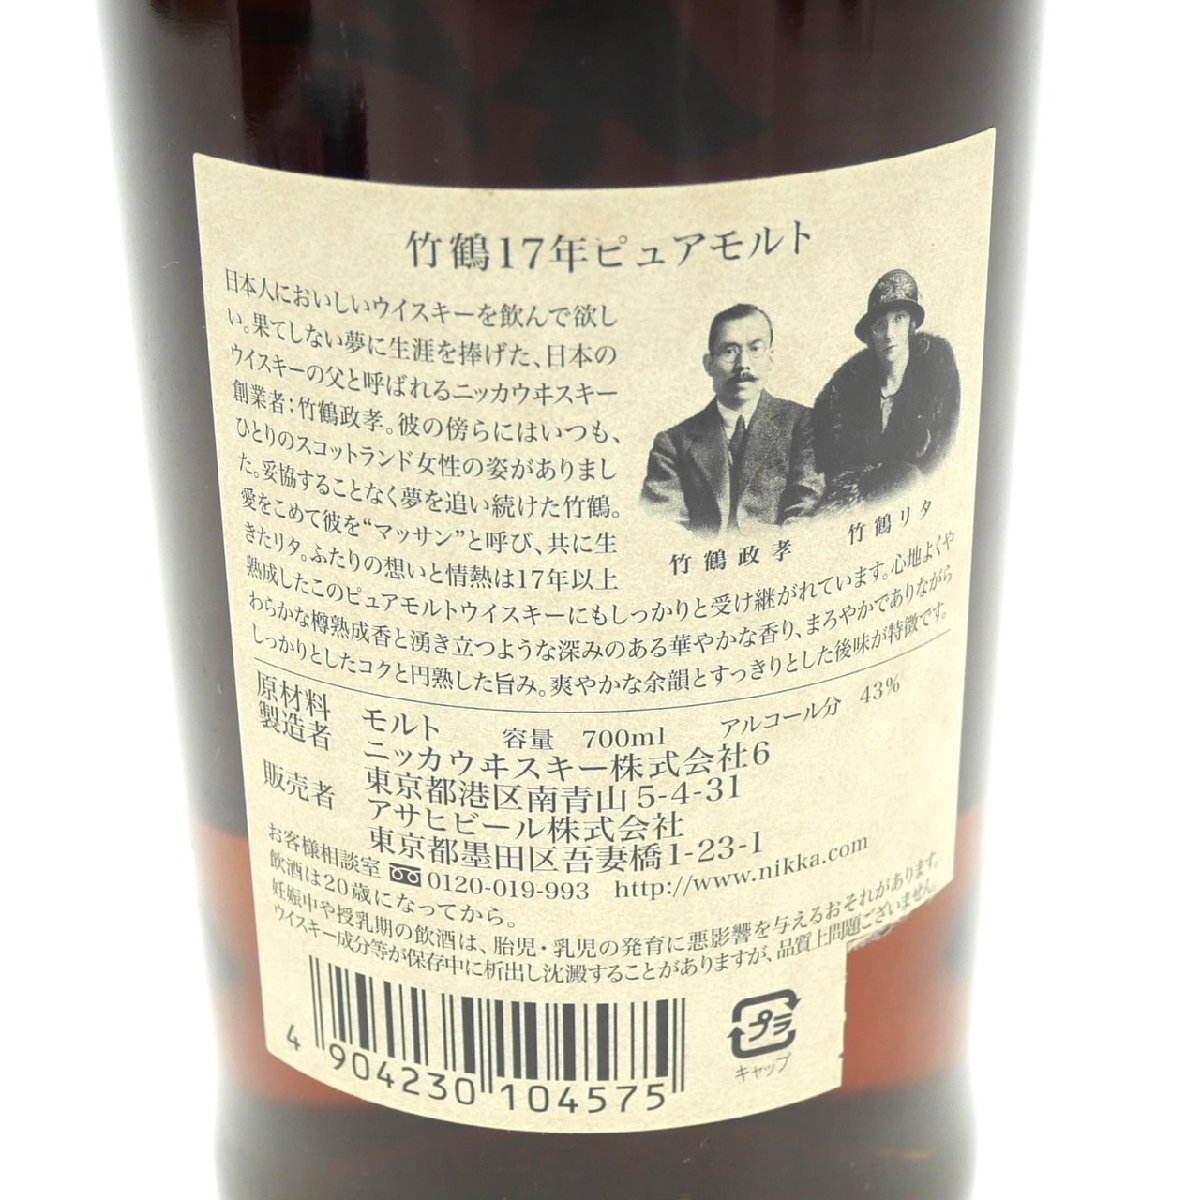 竹鶴17年ピュアモルト
日本人においしいウイスキーを飲んで欲し
い。果てしない夢に生涯を捧げた、日本の
ウイスキーの父と呼ばれるニッカウヰスキー
創業者:竹鶴政孝。彼の傍らにはいつも、
ひとりのスコットランド女性の姿がありまし
た。妥協することなく夢を追い続けた竹鶴。
愛をこめて彼を“マッサン”と呼び、共に生
きたリタ。ふたりの想いと情熱は17年以上
熟成したこのピュアモルトウイスキーにもしっかりと受け継がれています。心地よくや
わらかな樽熟成香と湧き立つような深みのある華やかな香り、まろやかでありながら
しっかりとしたコクと円熟した旨み。爽やかな余韻とすっきりとした後味が特徴です。
竹鶴政孝
竹鶴リタ
原材料 モルト 容量 700ml アルコール分 43%
製造者 ニッカウヰスキー株式会社6
東京都港区南青山5-4-31
販売者 アサヒビール株式会社
東京都墨田区吾妻橋1-23-1
お客様相談室 0120-019-993 http://www.nikka.com
飲酒は20歳になってから。
妊娠中や授乳期の飲酒は、胎児・乳児の発育に悪影響を与えるおそれがあります。
ウイスキー成分等が保存中に析出し沈澱することがありますが、品質上問題ございません。
4 904230 104575
プラ
キャップ